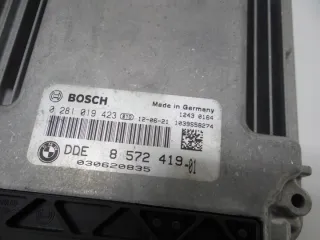 BOSCH
Made in Germany
1243 0184
0 281 019 423 12-06-21 1039S56274
DDE 8 572 419-01
030620835